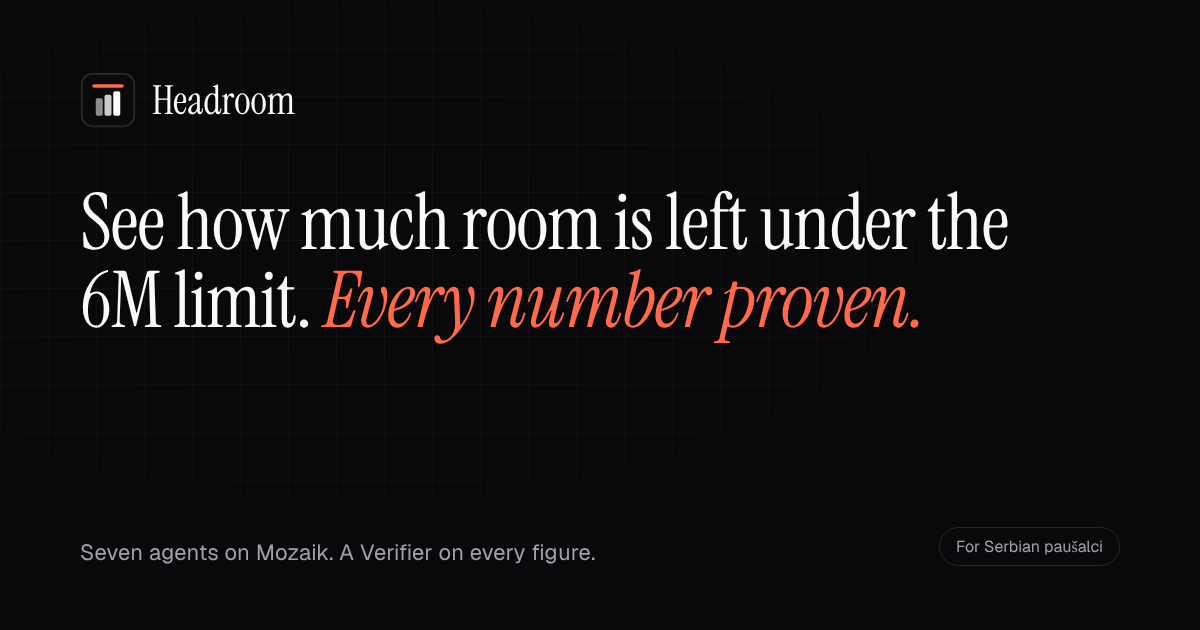 Headroom
See how much room is left under the
6M limit. Every number proven.
Seven agents on Mozaik. A Verifier on every figure.
For Serbian paušalci